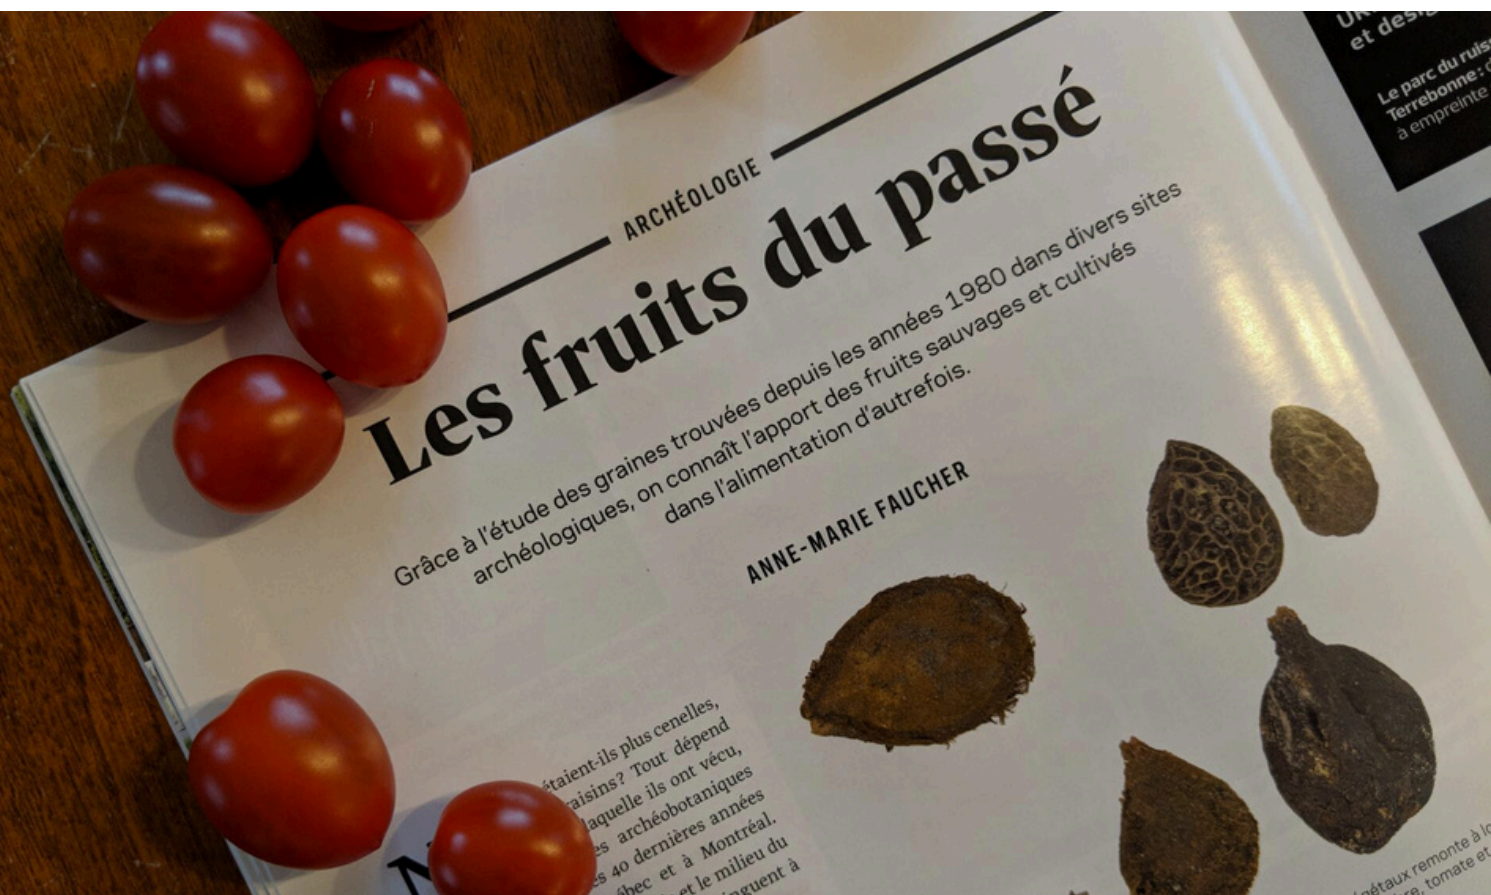 ARCHÉOLOGIE
Les fruits du passé
Grâce à l'étude des graines trouvées depuis les années 1980 dans divers sites
archéologiques, on connaît l'apport des fruits sauvages et cultivés
dans l'alimentation d'autrefois.
ANNE-MARIE FAUCHER
étaient-ils plus cenelles,
raisins? Tout dépend
laquelle ils ont vécu,
archéobotaniques
40 dernières années
et à Montréal.
et le milieu du
à
et desig
Le parc du ruiss
Terrebonne : d
à empreinte
remonte à
tomate et